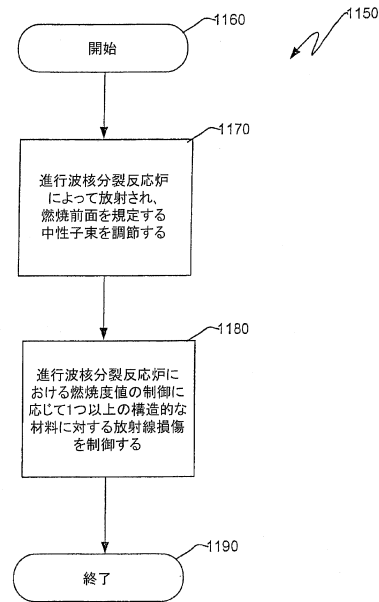 1150
1160
開始
1170
進行波核分裂反応炉
によって放射され、
燃焼前面を規定する
中性子束を調節する
1180
進行波核分裂反応炉に
おける燃焼度値の制御に
応じて1つ以上の構造的な
材料に対する放射線損傷
を制御する
1190
終了